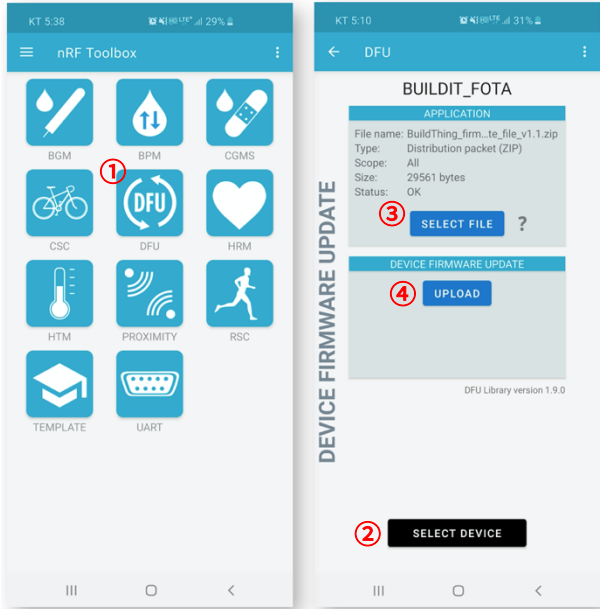 KT 5:38
LTE+
29%
nRF Toolbox
BGM
BPM
CGMS
①
CSC
DFU
DFU
HRM
HTM
PROXIMITY
RSC
TEMPLATE
UART
KT 5:10
LTE
31%
DFU
BUILDIT_FOTA
APPLICATION
File name: BuildThing_firm...te_file_v1.1.zip
Type: Distribution packet (ZIP)
Scope: All
Size: 29561 bytes
Status: OK
③ SELECT FILE ?
DEVICE FIRMWARE UPDATE
④ UPLOAD
DFU Library version 1.9.0
DEVICE FIRMWARE UPDATE
② SELECT DEVICE